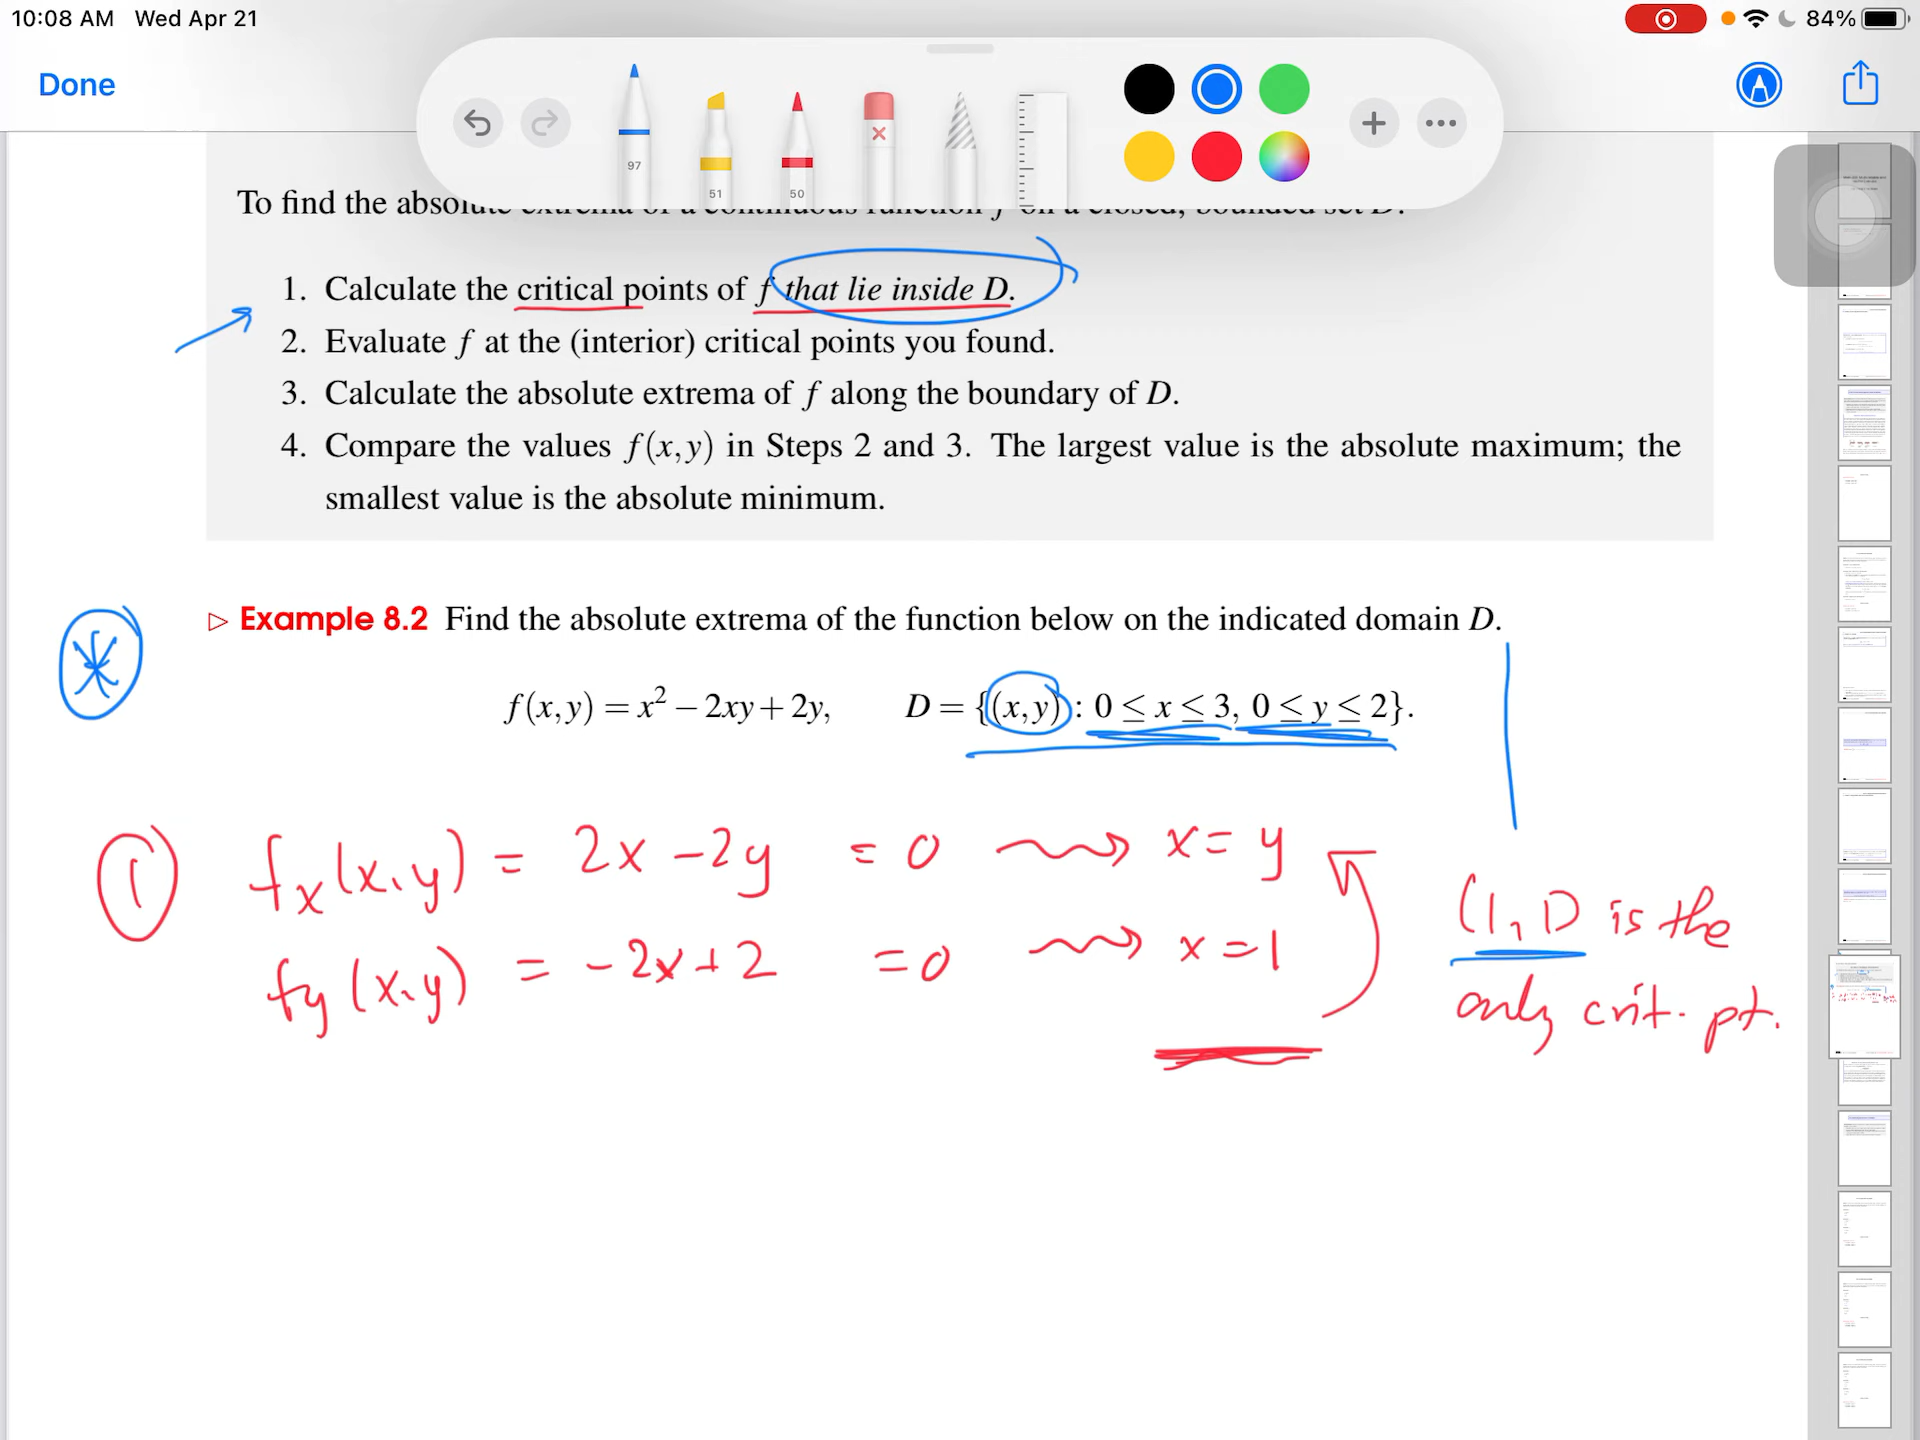 10:08 AM Wed Apr 21
84%
Done
97
51
50
To find the absolute extrema of a continuous function f on a closed, bounded set D:
1. Calculate the critical points of f that lie inside D.
2. Evaluate f at the (interior) critical points you found.
3. Calculate the absolute extrema of f along the boundary of D.
4. Compare the values f(x,y) in Steps 2 and 3. The largest value is the absolute maximum; the
smallest value is the absolute minimum.
▷ Example 8.2 Find the absolute extrema of the function below on the indicated domain D.
f(x,y) = x² − 2xy + 2y, D = {(x,y) : 0 ≤ x ≤ 3, 0 ≤ y ≤ 2}.
① fx(x,y) = 2x − 2y = 0 ⇝ x = y
fy(x,y) = −2x + 2 = 0 ⇝ x = 1
(1,1) is the
only crit. pt.